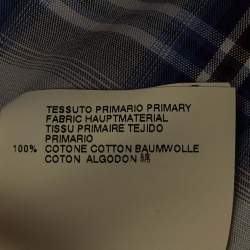 TESSUTO PRIMARIO PRIMARY
FABRIC HAUPTMATERIAL
TISSU PRIMAIRE TEJIDO
PRIMARIO
100% COTONE COTTON BAUMWOLLE
COTON ALGODON 綿